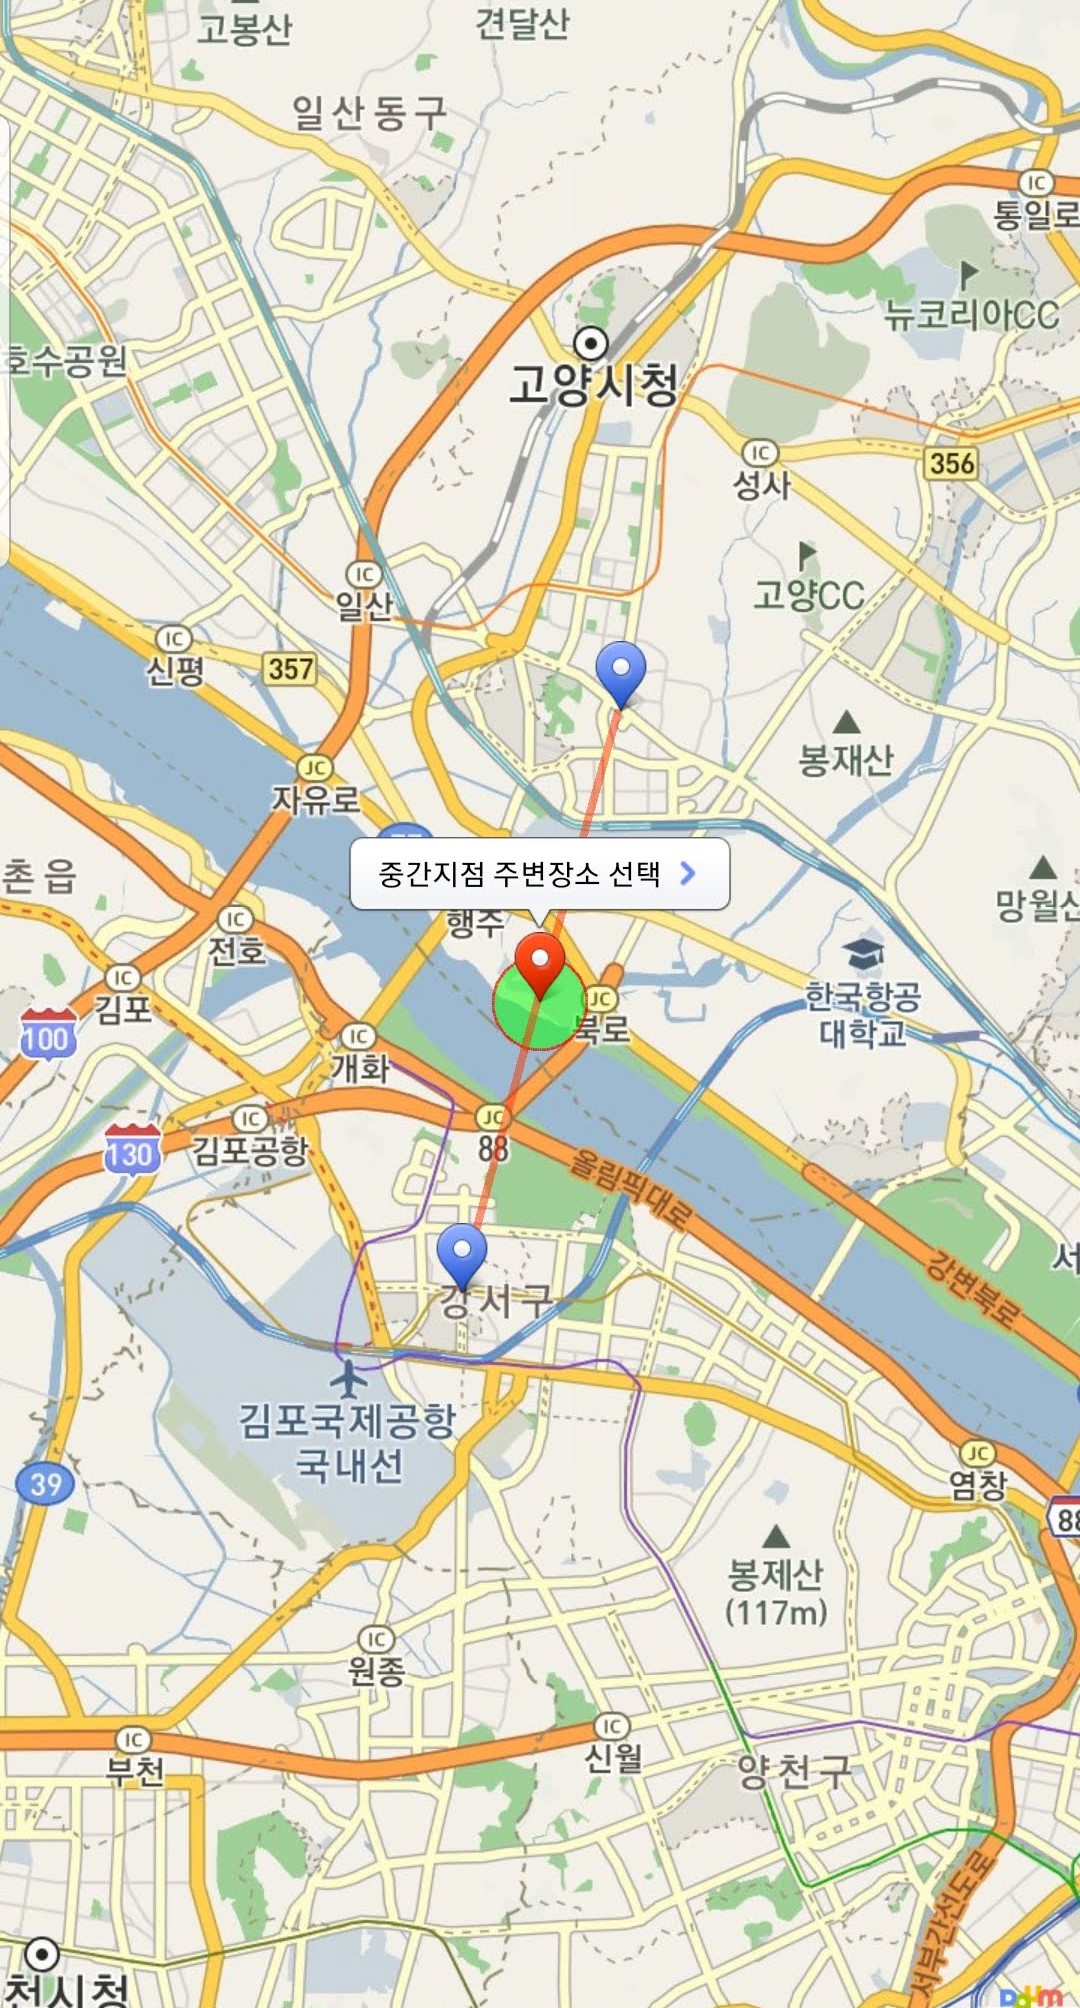 고봉산
견달산
일산동구
IC
통일로
뉴코리아CC
호수공원
고양시청
IC
성사
356
고양CC
IC
일산
IC
신평
357
봉재산
JC
자유로
중간지점 주변장소 선택
촌읍
행주
망월산
IC
전호
IC
김포
한국항공
대학교
JC
북로
100
IC
개화
IC
김포공항
130
JC
88
올림픽대로
강변북로
서
강서구
김포국제공항
국내선
39
JC
염창
88
봉제산
(117m)
IC
원종
IC
신월
IC
부천
양천구
서부간선도로
천시청
Daum